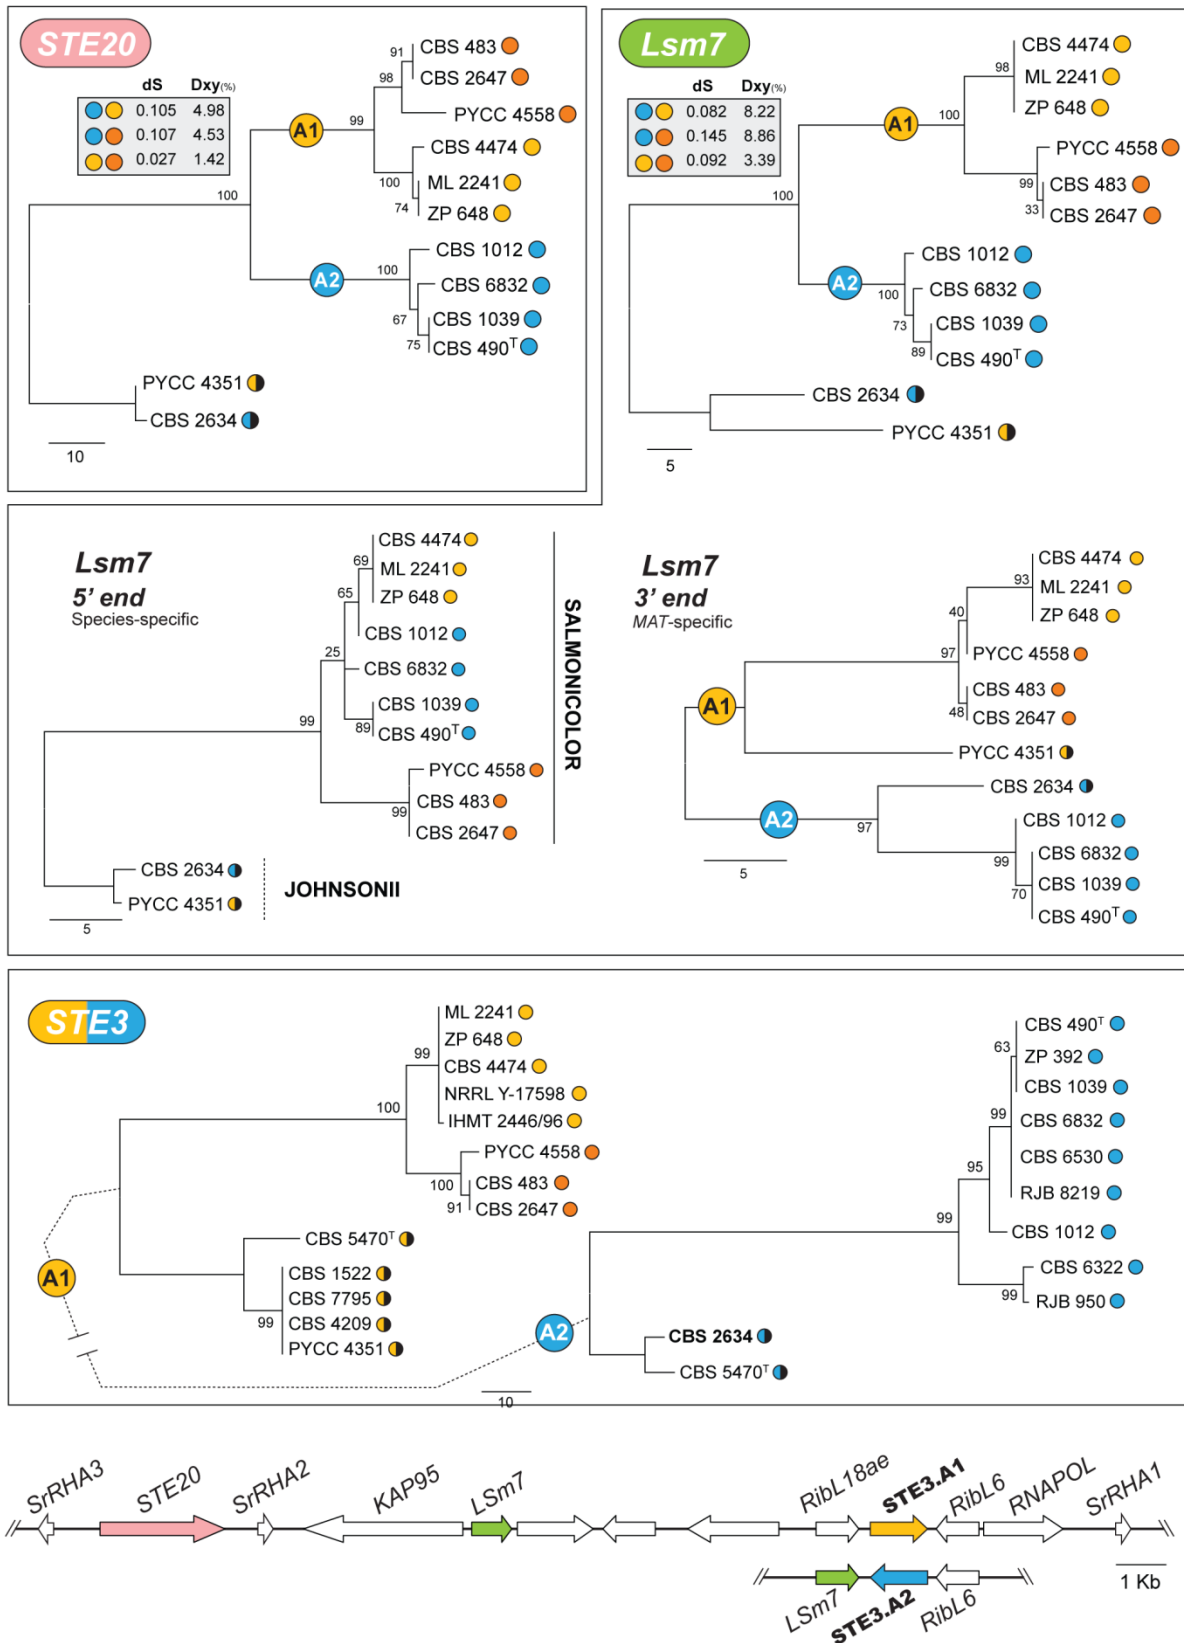 STE20
dS Dxy(%)
0.105 4.98
0.107 4.53
0.027 1.42
A1
A2
100
99
98
91
100
74
100
67
75
CBS 483
CBS 2647
PYCC 4558
CBS 4474
ML 2241
ZP 648
CBS 1012
CBS 6832
CBS 1039
CBS 490T
PYCC 4351
CBS 2634
10
Lsm7
dS Dxy(%)
0.082 8.22
0.145 8.86
0.092 3.39
A1
A2
100
100
98
99
33
100
73
89
CBS 4474
ML 2241
ZP 648
PYCC 4558
CBS 483
CBS 2647
CBS 1012
CBS 6832
CBS 1039
CBS 490T
CBS 2634
PYCC 4351
5
Lsm7
5' end
Species-specific
99
25
65
69
89
99
CBS 4474
ML 2241
ZP 648
CBS 1012
CBS 6832
CBS 1039
CBS 490T
PYCC 4558
CBS 483
CBS 2647
SALMONICOLOR
CBS 2634
PYCC 4351
JOHNSONII
5
Lsm7
3' end
MAT-specific
A1
A2
97
40
93
48
97
99
70
CBS 4474
ML 2241
ZP 648
PYCC 4558
CBS 483
CBS 2647
PYCC 4351
CBS 2634
CBS 1012
CBS 6832
CBS 1039
CBS 490T
5
STE3
A1
100
99
100
91
99
ML 2241
ZP 648
CBS 4474
NRRL Y-17598
IHMT 2446/96
PYCC 4558
CBS 483
CBS 2647
CBS 5470T
CBS 1522
CBS 7795
CBS 4209
PYCC 4351
A2
99
95
99
63
99
CBS 490T
ZP 392
CBS 1039
CBS 6832
CBS 6530
RJB 8219
CBS 1012
CBS 6322
RJB 950
CBS 2634
CBS 5470T
10
SrRHA3 STE20 SrRHA2 KAP95 LSm7 RibL18ae STE3.A1 RibL6 RNAPOL SrRHA1
1 Kb
LSm7 STE3.A2 RibL6